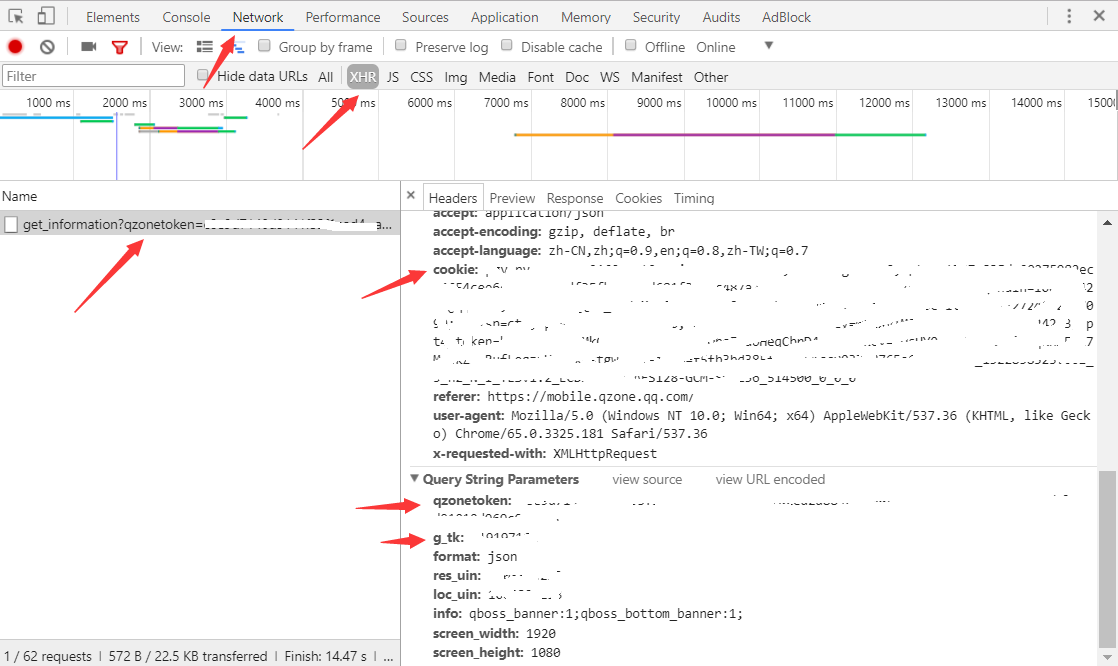 Elements Console Network Performance Sources Application Memory Security Audits AdBlock
View: Group by frame Preserve log Disable cache Offline Online
Filter Hide data URLs All XHR JS CSS Img Media Font Doc WS Manifest Other
1000 ms 2000 ms 3000 ms 4000 ms 5000 ms 6000 ms 7000 ms 8000 ms 9000 ms 10000 ms 11000 ms 12000 ms 13000 ms 14000 ms 1500
Name
get_information?qzonetoken=
Headers Preview Response Cookies Timing
accept: application/json
accept-encoding: gzip, deflate, br
accept-language: zh-CN,zh;q=0.9,en;q=0.8,zh-TW;q=0.7
cookie:
referer: https://mobile.qzone.qq.com/
user-agent: Mozilla/5.0 (Windows NT 10.0; Win64; x64) AppleWebKit/537.36 (KHTML, like Geck
o) Chrome/65.0.3325.181 Safari/537.36
x-requested-with: XMLHttpRequest
Query String Parameters view source view URL encoded
qzonetoken:
g_tk:
format: json
res_uin:
loc_uin:
info: qboss_banner:1;qboss_bottom_banner:1;
screen_width: 1920
screen_height: 1080
1 / 62 requests | 572 B / 22.5 KB transferred | Finish: 14.47 s | ...